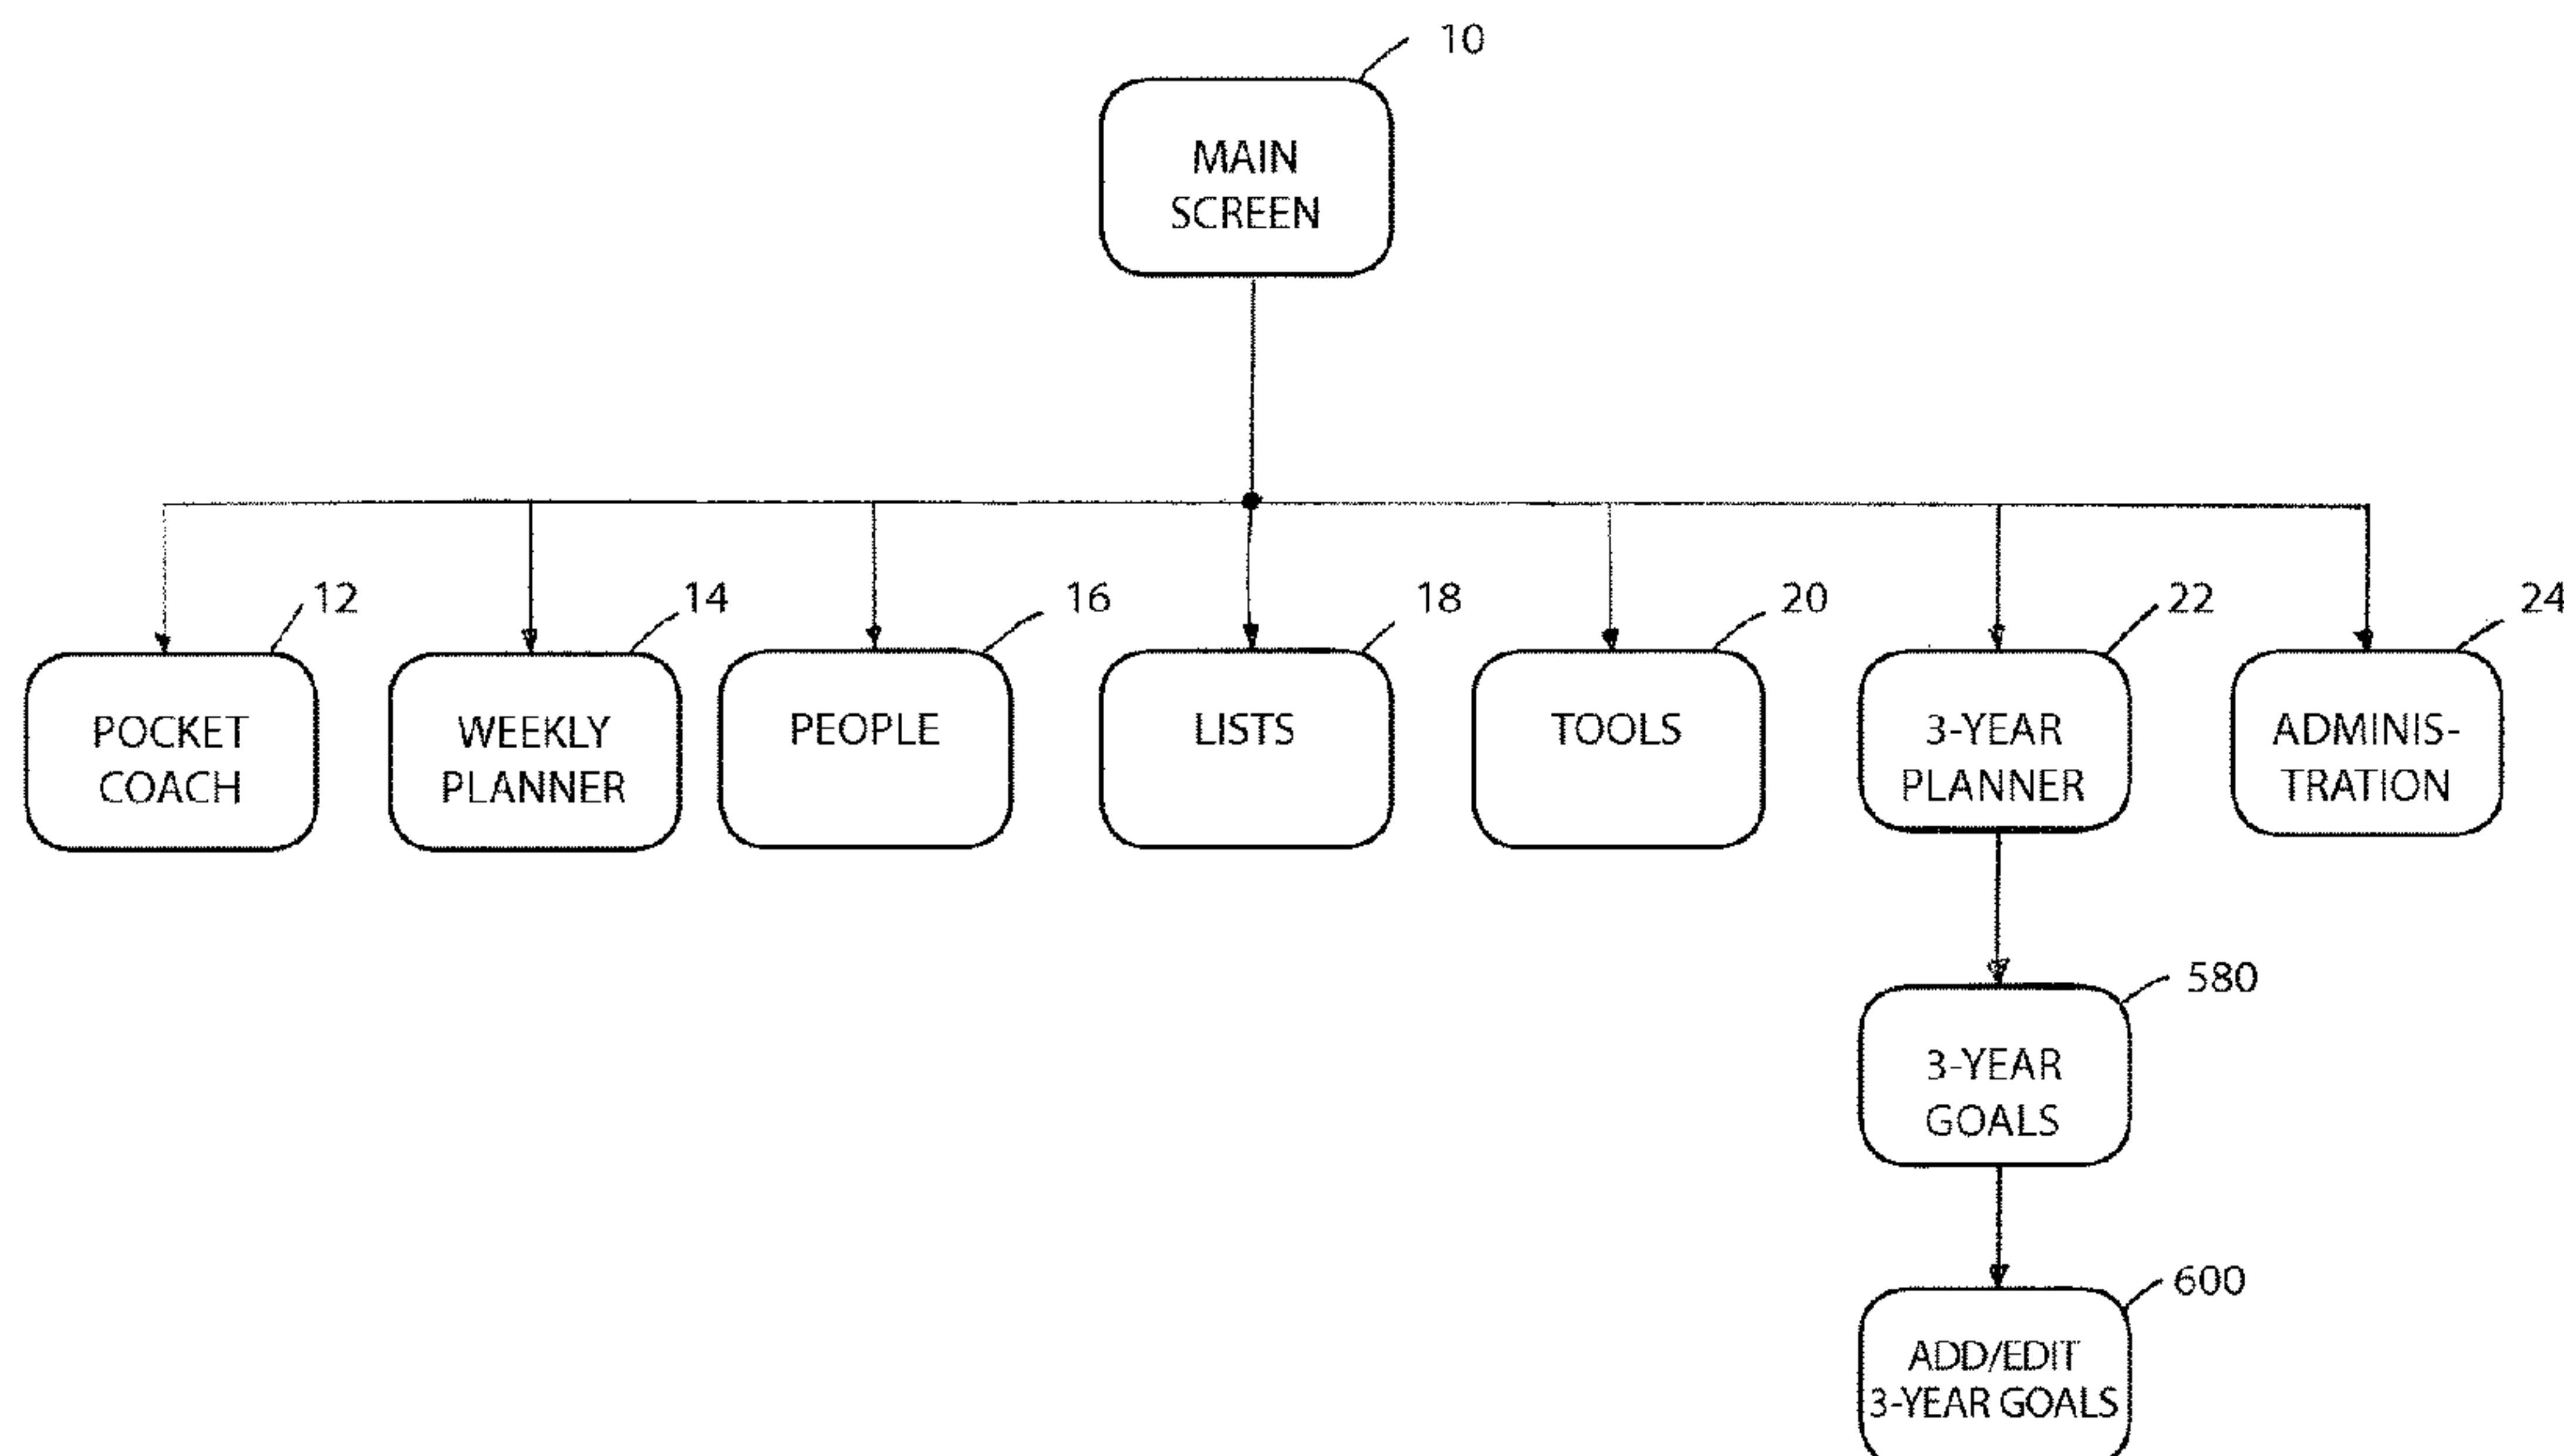 10
MAIN
SCREEN
12
14
16
18
20
22
24
POCKET
COACH
WEEKLY
PLANNER
PEOPLE
LISTS
TOOLS
3-YEAR
PLANNER
ADMINIS-
TRATION
580
3-YEAR
GOALS
600
ADD/EDIT
3-YEAR GOALS